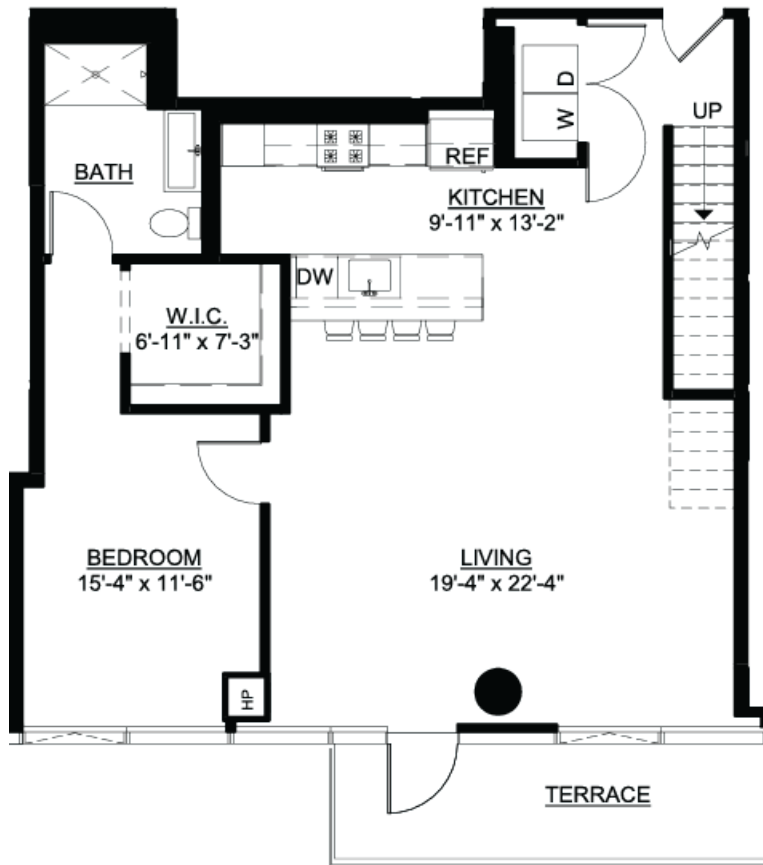 D
W
UP
REF
BATH
KITCHEN
9'-11" x 13'-2"
DW
W.I.C.
6'-11" x 7'-3"
BEDROOM
15'-4" x 11'-6"
LIVING
19'-4" x 22'-4"
HP
TERRACE